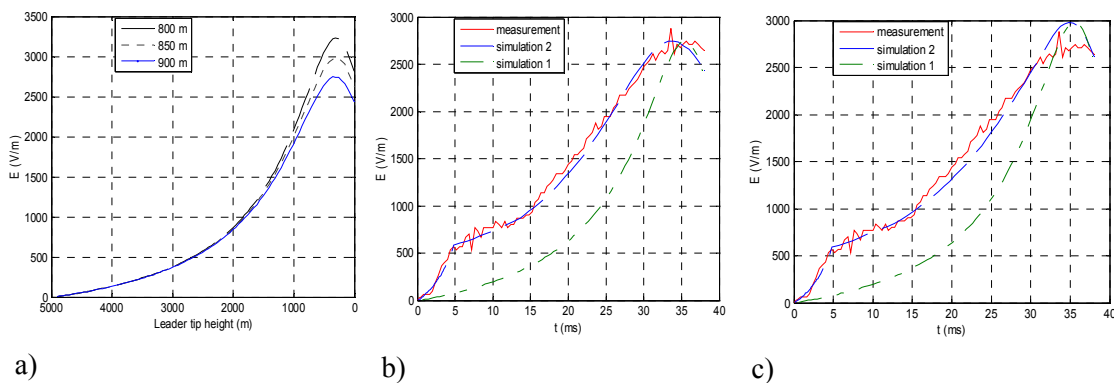 3500
3000
2500
2000
1500
1000
500
0
E (V/m)
800 m
850 m
900 m
5000 4000 3000 2000 1000 0
Leader tip height (m)
a)
3000
2500
2000
1500
1000
500
0
E (V/m)
measurement
simulation 2
simulation 1
0 5 10 15 20 25 30 35 40
t (ms)
b)
3000
2500
2000
1500
1000
500
0
E (V/m)
measurement
simulation 2
simulation 1
0 5 10 15 20 25 30 35 40
t (ms)
c)